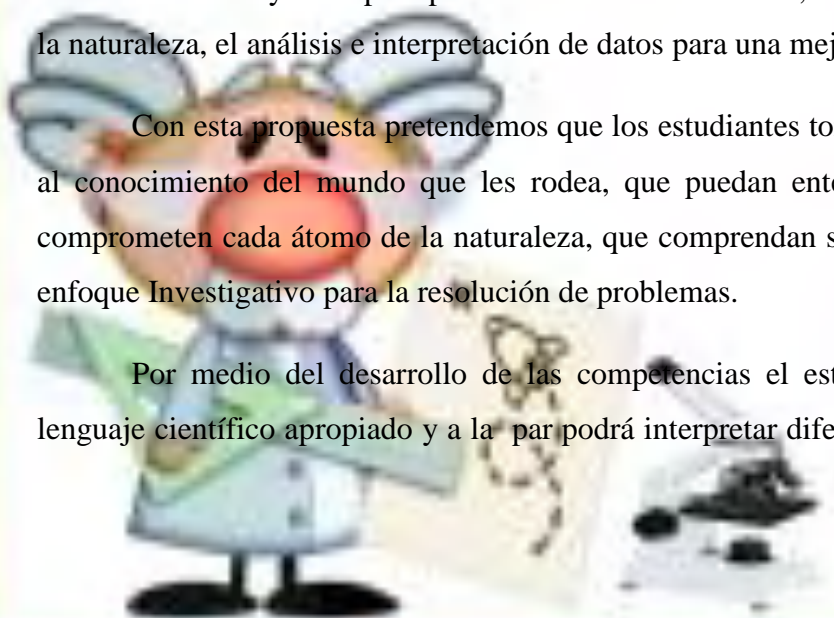 la naturaleza, el análisis e interpretación de datos para una mej
Con esta propuesta pretendemos que los estudiantes to
al conocimiento del mundo que les rodea, que puedan ente
comprometen cada átomo de la naturaleza, que comprendan s
enfoque Investigativo para la resolución de problemas.
Por medio del desarrollo de las competencias el est
lenguaje científico apropiado y a la par podrá interpretar dife